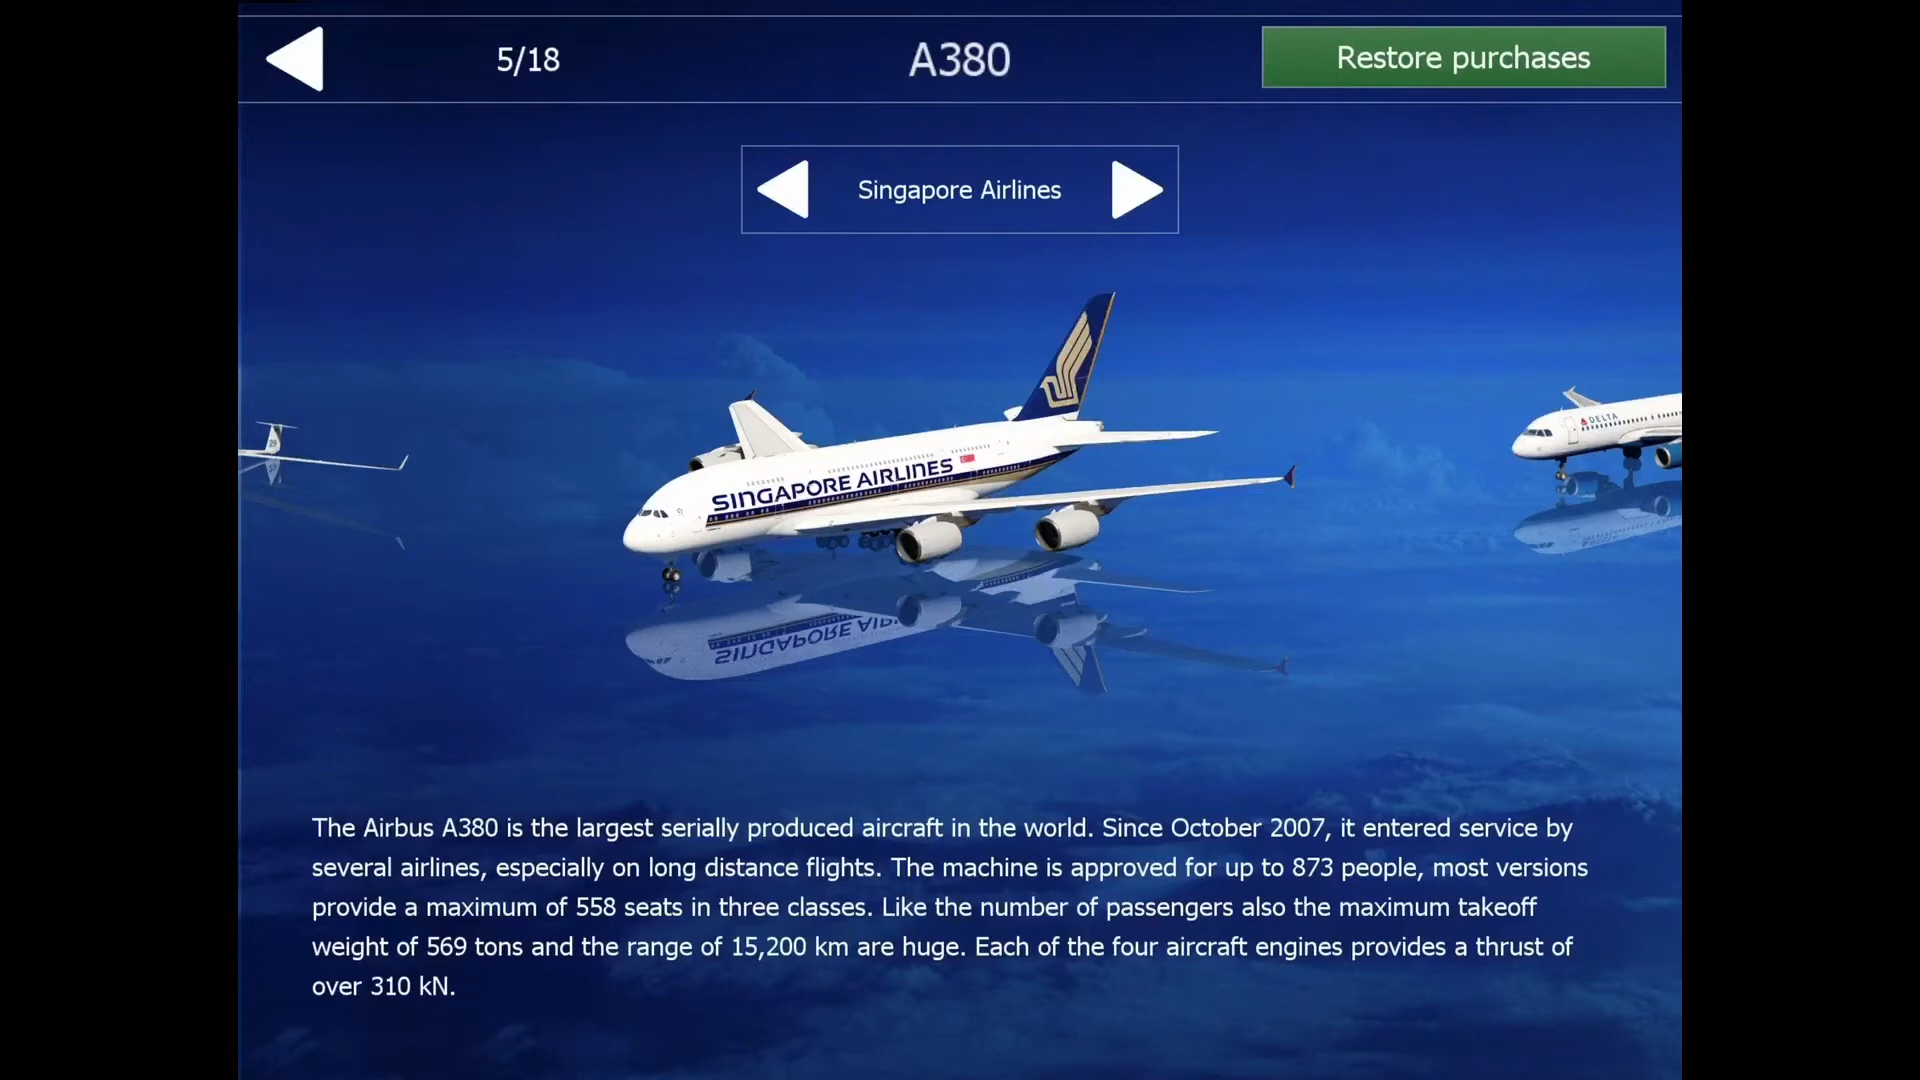 5/18
A380
Restore purchases
Singapore Airlines
29
DELTA
SINGAPORE AIRLINES
The Airbus A380 is the largest serially produced aircraft in the world. Since October 2007, it entered service by
several airlines, especially on long distance flights. The machine is approved for up to 873 people, most versions
provide a maximum of 558 seats in three classes. Like the number of passengers also the maximum takeoff
weight of 569 tons and the range of 15,200 km are huge. Each of the four aircraft engines provides a thrust of
over 310 kN.